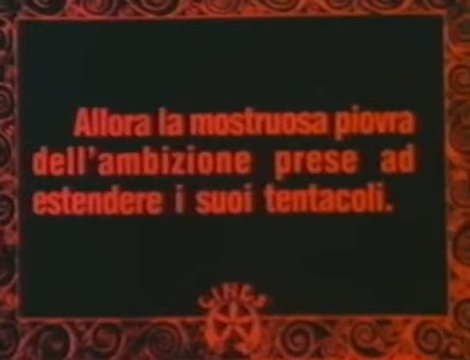 Allora la mostruosa piovra
dell'ambizione prese ad
estendere i suoi tentacoli.
CINES